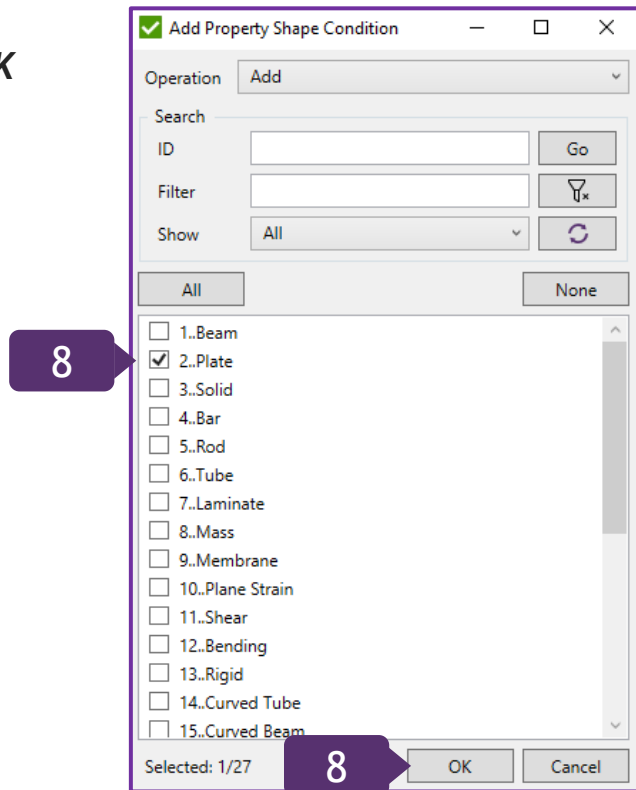 Add Property Shape Condition
K
Operation Add
Search
ID Go
Filter
Show All
All None
1..Beam
8 2..Plate
3..Solid
4..Bar
5..Rod
6..Tube
7..Laminate
8..Mass
9..Membrane
10..Plane Strain
11..Shear
12..Bending
13..Rigid
14..Curved Tube
15..Curved Beam
Selected: 1/27 8 OK Cancel